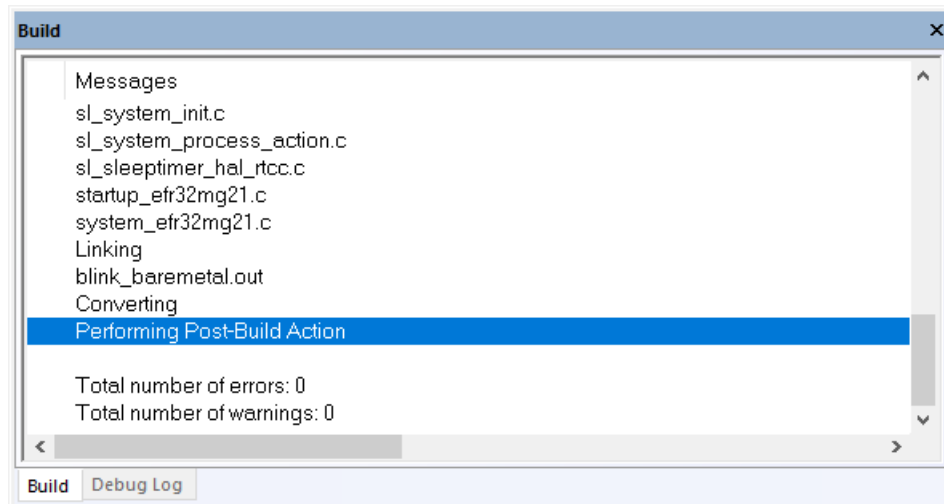 Build
Messages
sl_system_init.c
sl_system_process_action.c
sl_sleeptimer_hal_rtcc.c
startup_efr32mg21.c
system_efr32mg21.c
Linking
blink_baremetal.out
Converting
Performing Post-Build Action
Total number of errors: 0
Total number of warnings: 0
Build Debug Log